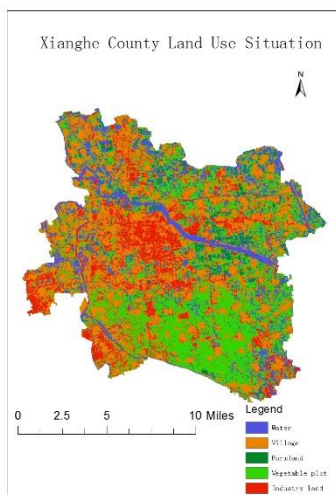 Xianghe County Land Use Situation
N
0 2.5 5 10 Miles
Legend
Water
Village
Farmland
Vegetable plot
Industry land